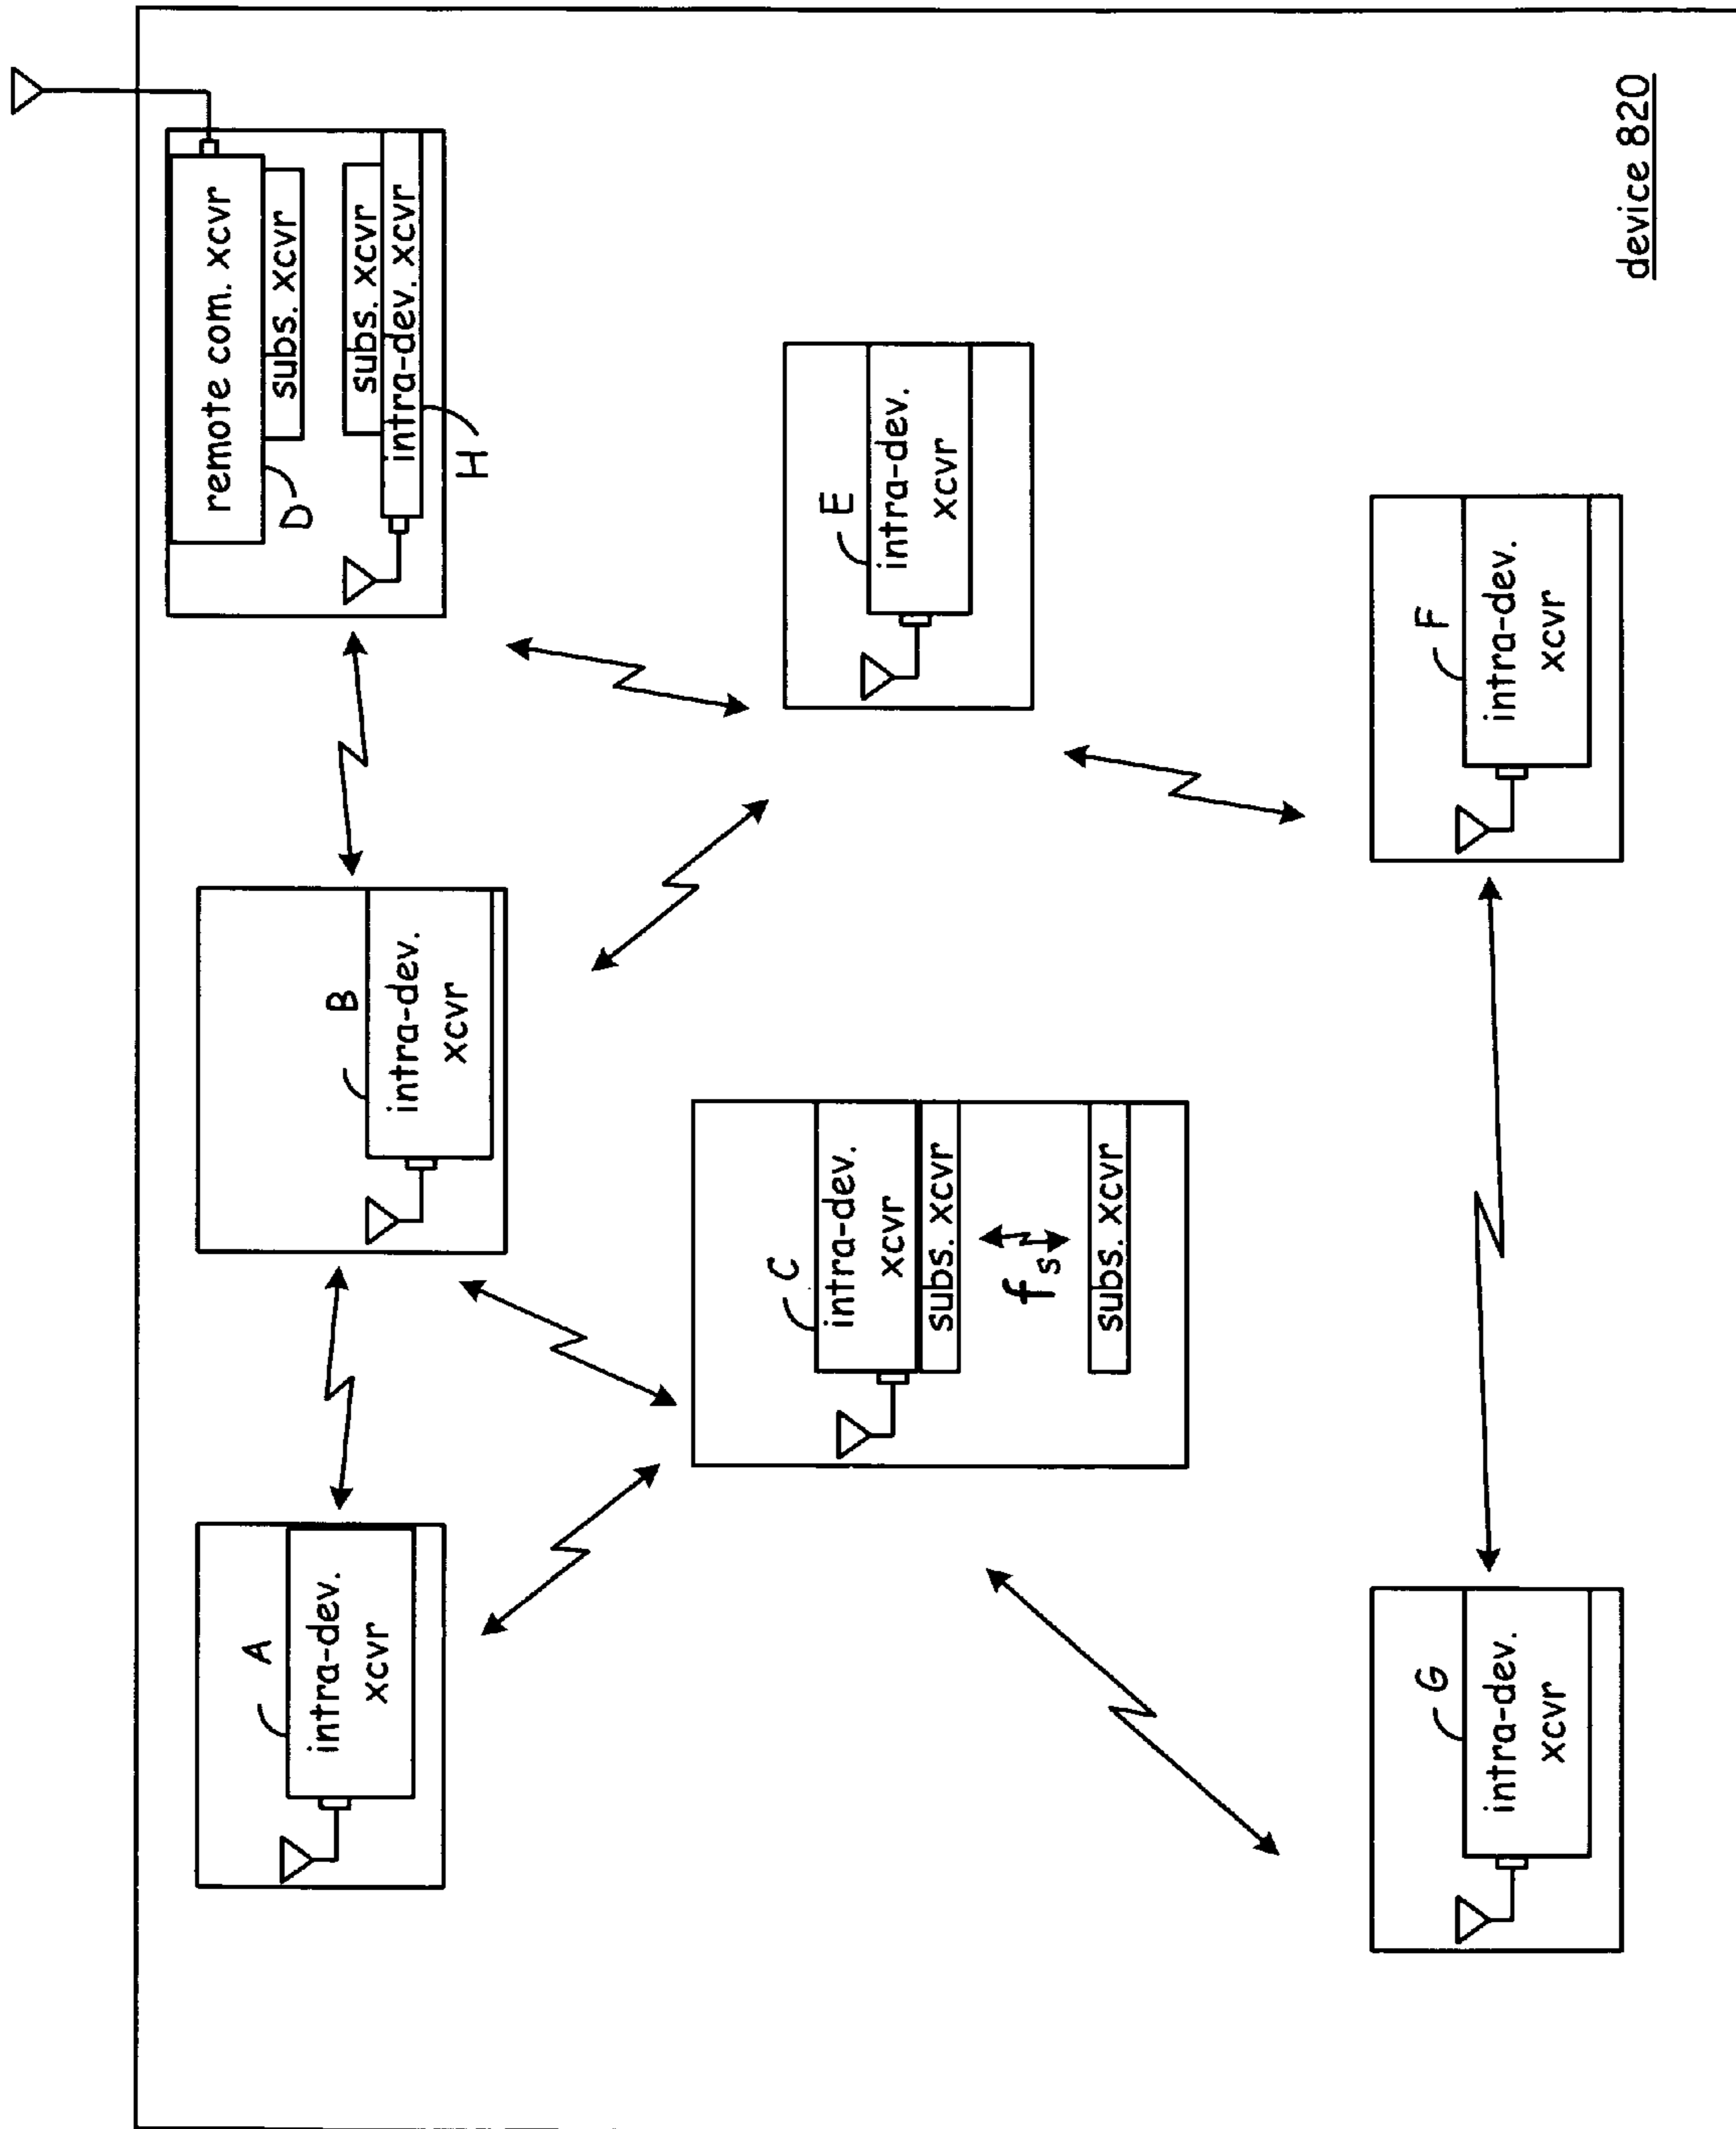 A
intra-dev.
xcvr
B
intra-dev.
xcvr
remote com. xcvr
D
subs. xcvr
subs. xcvr
intra-dev. xcvr
H
C
intra-dev.
xcvr
subs. xcvr
fs
subs. xcvr
E
intra-dev.
xcvr
G
intra-dev.
xcvr
F
intra-dev.
xcvr
device 820